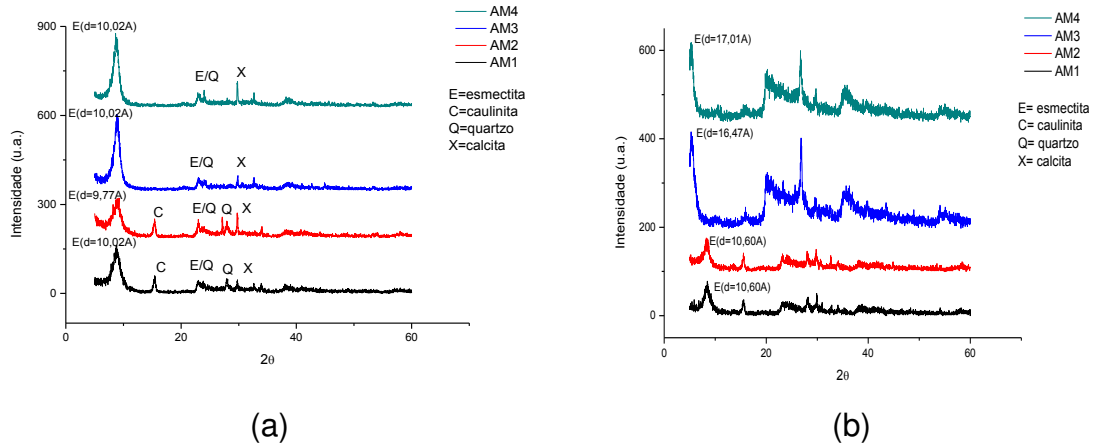 900
600
300
0
Intensidade (u.a.)
0
20
40
60
2θ
E(d=10,02A)
E/Q
X
E(d=10,02A)
E/Q
X
E(d=9,77A)
C
E/Q
Q
X
E(d=10,02A)
C
E/Q
Q
X
AM4
AM3
AM2
AM1
E=esmectita
C=caulinita
Q=quartzo
X=calcita
(a)
600
400
200
0
Intensidade (u.a.)
0
20
40
60
2θ
E(d=17,01A)
E(d=16,47A)
E(d=10,60A)
E(d=10,60A)
AM4
AM3
AM2
AM1
E= esmectita
C= caulinita
Q= quartzo
X= calcita
(b)